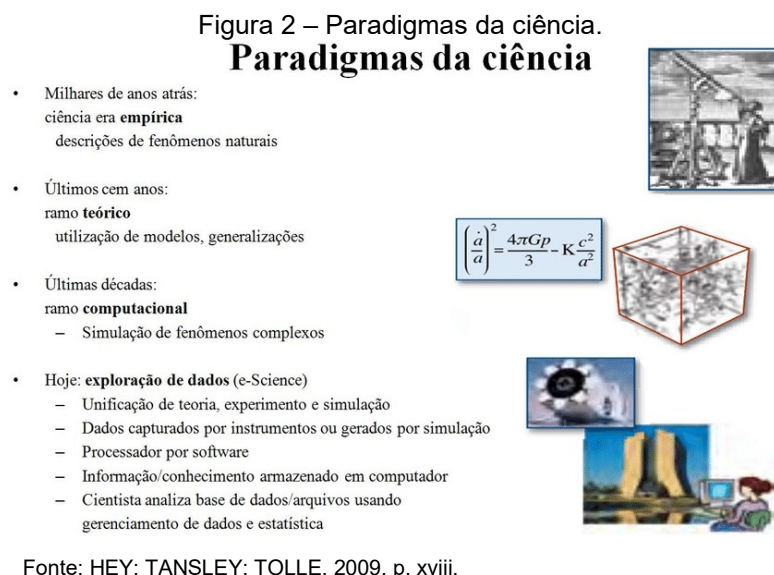 Figura 2 – Paradigmas da ciência.
Paradigmas da ciência
• Milhares de anos atrás:
ciência era empírica
descrições de fenômenos naturais
• Últimos cem anos:
ramo teórico
utilização de modelos, generalizações
(ȧ/a)² = 4πGp/3 - K c²/a²
• Últimas décadas:
ramo computacional
– Simulação de fenômenos complexos
• Hoje: exploração de dados (e-Science)
– Unificação de teoria, experimento e simulação
– Dados capturados por instrumentos ou gerados por simulação
– Processador por software
– Informação/conhecimento armazenado em computador
– Cientista analiza base de dados/arquivos usando
gerenciamento de dados e estatística
Fonte: HEY; TANSLEY; TOLLE, 2009, p. xviii.